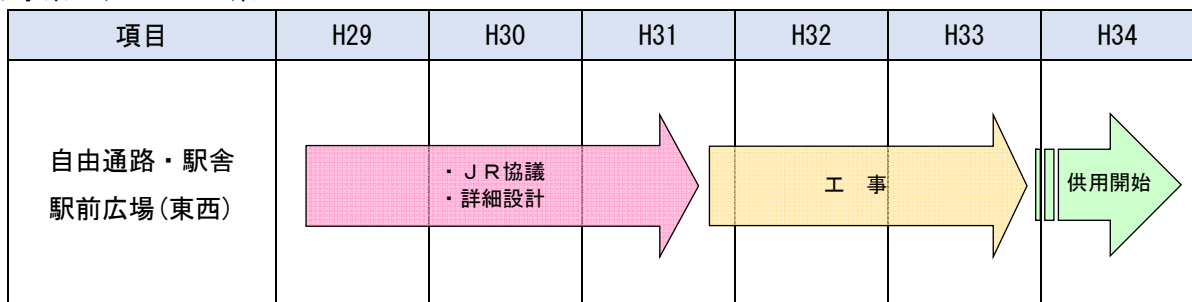 項目 H29 H30 H31 H32 H33 H34
自由通路・駅舎
駅前広場(東西)
・ＪＲ協議
・詳細設計
工　事
供用開始